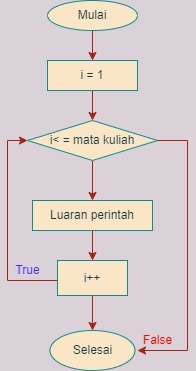 Mulai
i = 1
i< = mata kuliah
Luaran perintah
True
i++
False
Selesai